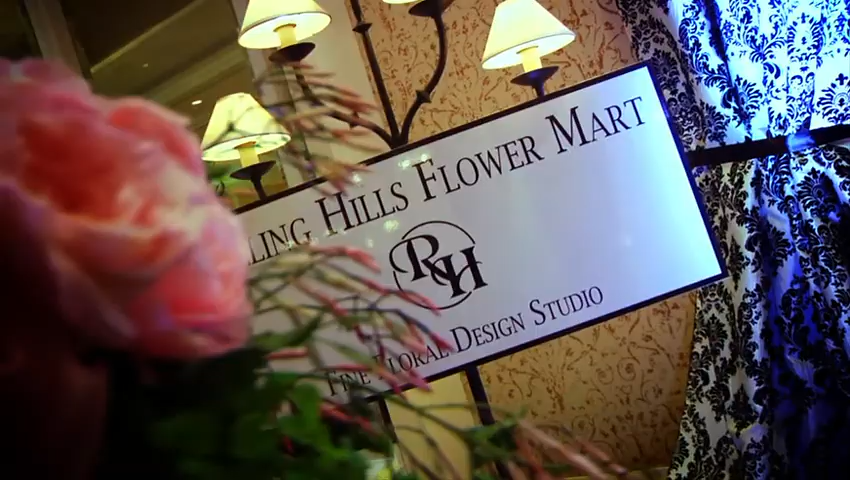 LING HILLS FLOWER MART
RH
FINE FLORAL DESIGN STUDIO